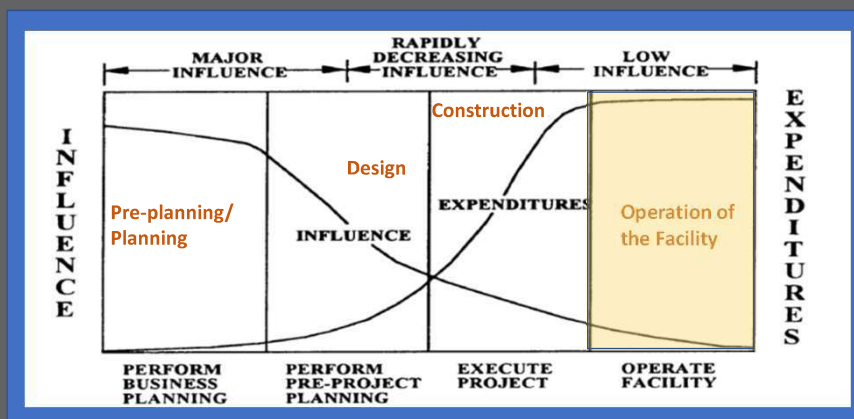 MAJOR
INFLUENCE
RAPIDLY
DECREASING
INFLUENCE
LOW
INFLUENCE
INFLUENCE
EXPENDITURES
Construction
Design
Pre-planning/
Planning
EXPENDITURES
INFLUENCE
Operation of
the Facility
PERFORM
BUSINESS
PLANNING
PERFORM
PRE-PROJECT
PLANNING
EXECUTE
PROJECT
OPERATE
FACILITY